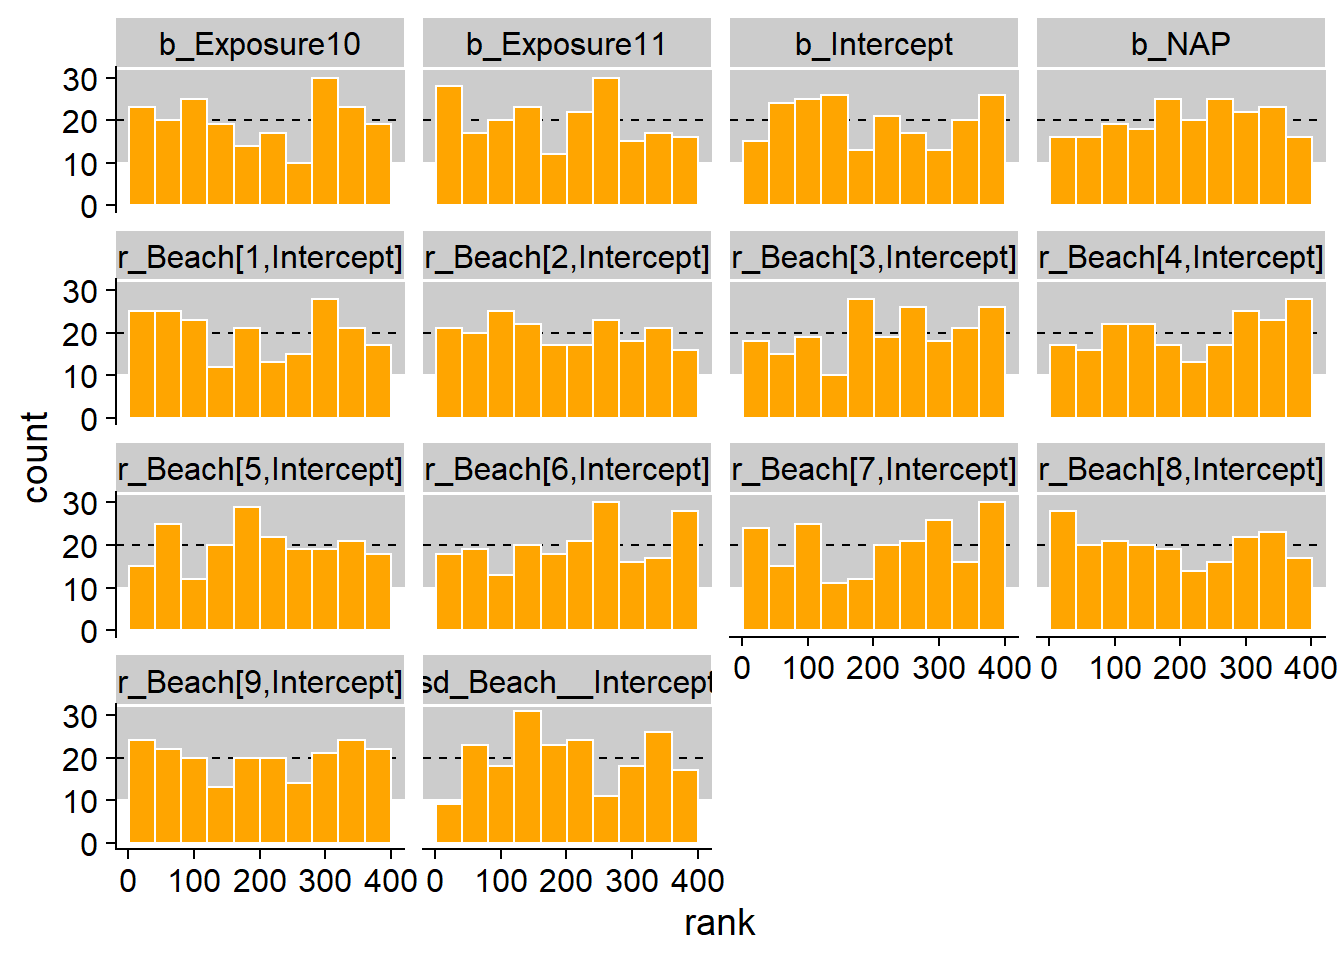 b_Exposure10 b_Exposure11 b_Intercept b_NAP
30
20
10
0
r_Beach[1,Intercept] r_Beach[2,Intercept] r_Beach[3,Intercept] r_Beach[4,Intercept]
30
20
10
0
count
r_Beach[5,Intercept] r_Beach[6,Intercept] r_Beach[7,Intercept] r_Beach[8,Intercept]
30
20
10
0
0 100 200 300 400 0 100 200 300 400
r_Beach[9,Intercept] sd_Beach__Intercept
30
20
10
0
0 100 200 300 400 0 100 200 300 400
rank